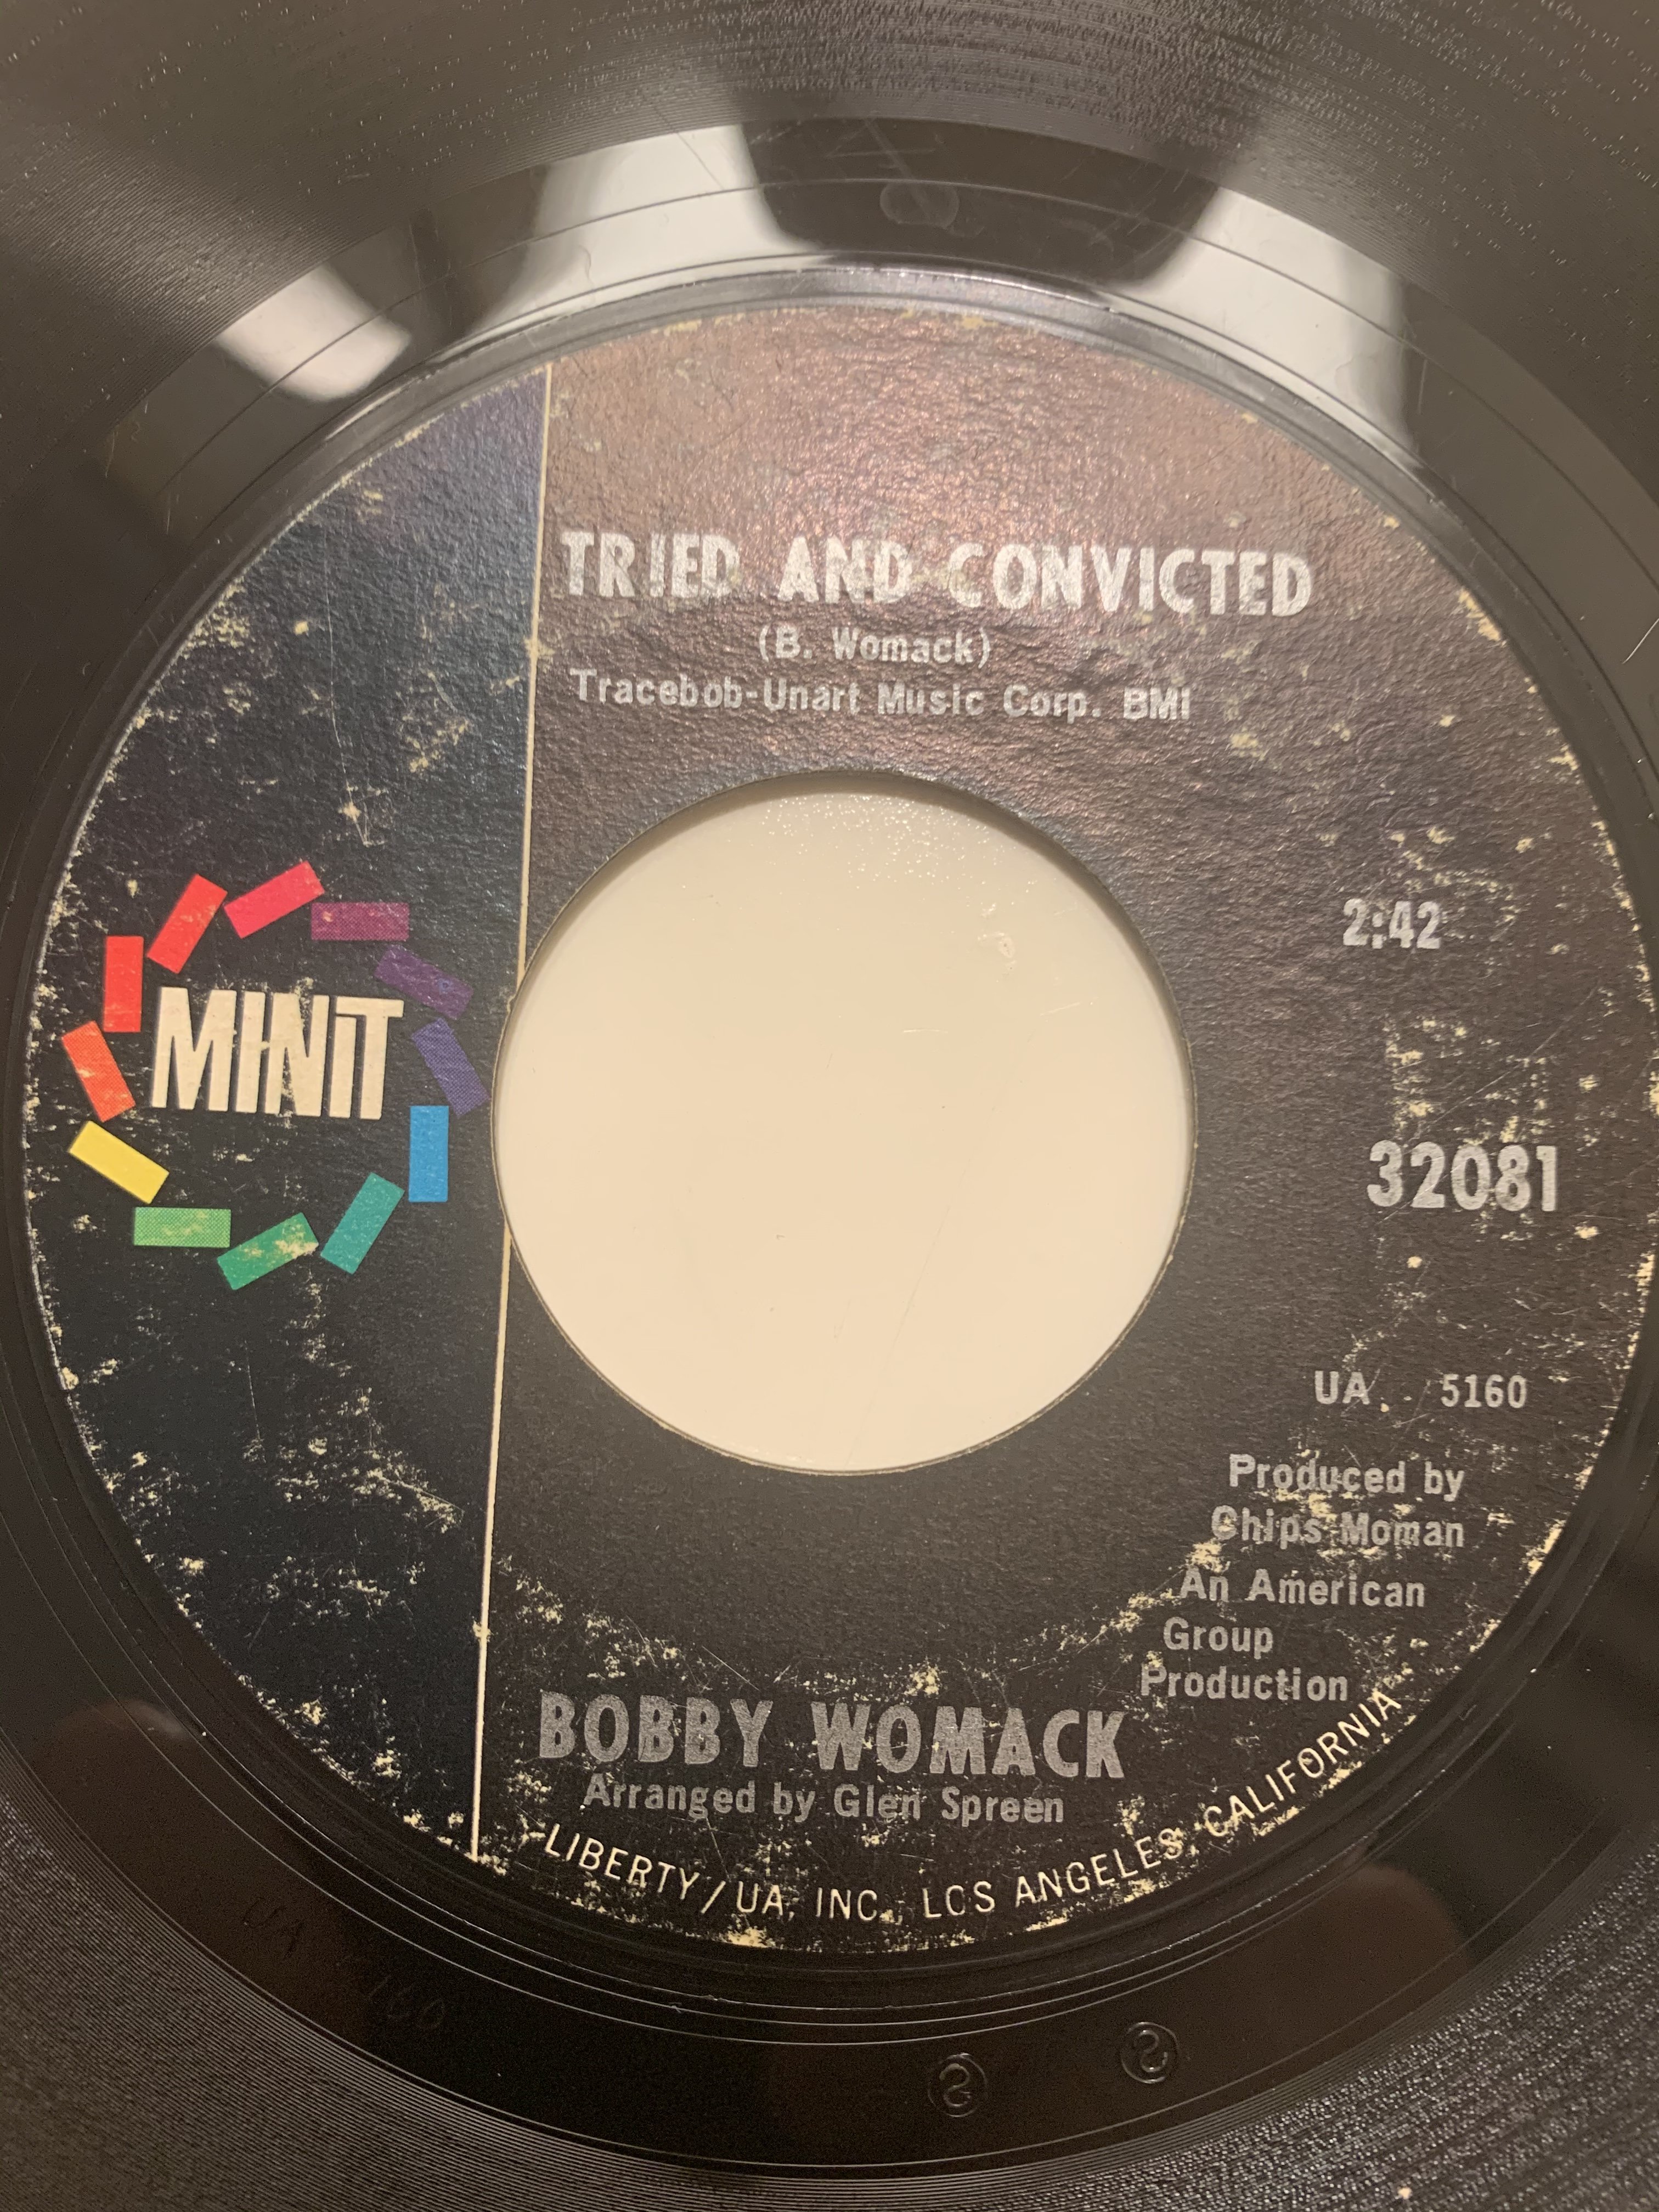 TRIED AND CONVICTED
(B. Womack)
Tracebob-Unart Music Corp. BMI
2:42
MINIT
32081
UA - 5160
Produced by
Chips Moman
An American
Group
Production
BOBBY WOMACK
Arranged by Glen Spreen
LIBERTY/UA, INC., LOS ANGELES, CALIFORNIA
S
S